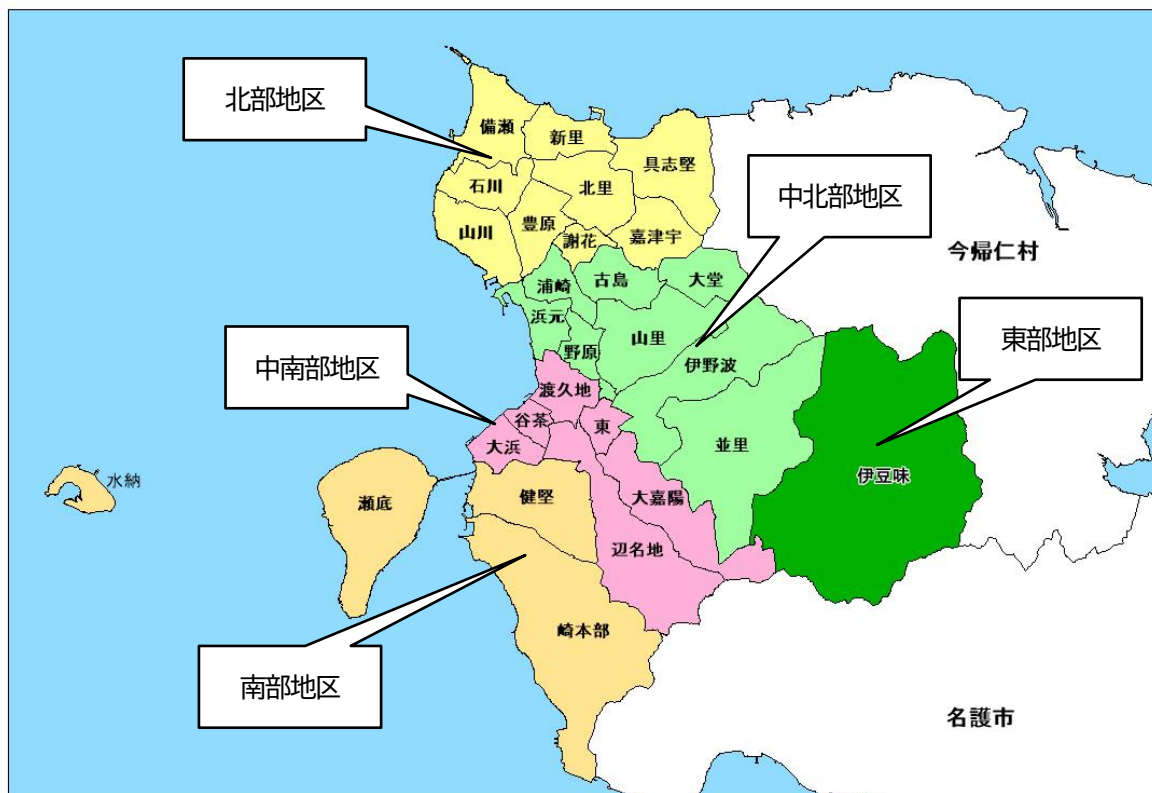 北部地区
備瀬
新里
具志堅
石川
北里
山川
豊原
謝花
嘉津宇
中北部地区
今帰仁村
浦崎
古島
大堂
浜元
山里
野原
伊野波
東部地区
中南部地区
渡久地
谷茶
東
大浜
並里
伊豆味
水納
瀬底
健堅
大嘉陽
辺名地
崎本部
南部地区
名護市